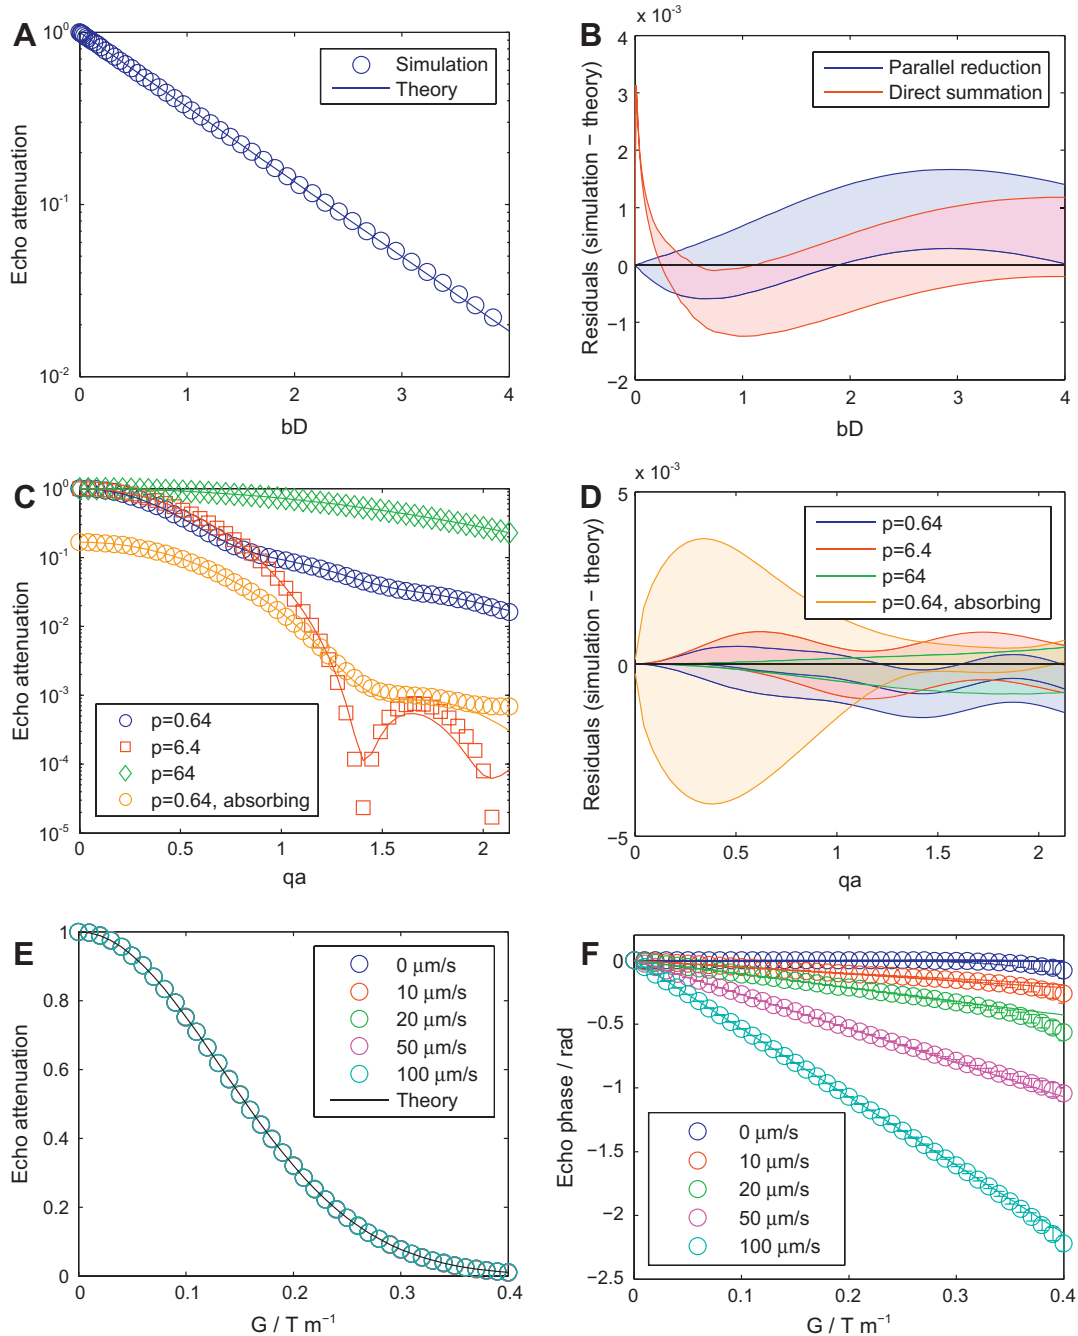 A
10^0
10^-1
10^-2
Echo attenuation
Simulation
Theory
0 1 2 3 4
bD
B
x 10^-3
4
3
2
1
0
−1
−2
Residuals (simulation − theory)
Parallel reduction
Direct summation
0 1 2 3 4
bD
C
10^0
10^-1
10^-2
10^-3
10^-4
10^-5
Echo attenuation
p=0.64
p=6.4
p=64
p=0.64, absorbing
0 0.5 1 1.5 2
qa
D
x 10^-3
5
0
−5
Residuals (simulation − theory)
p=0.64
p=6.4
p=64
p=0.64, absorbing
0 0.5 1 1.5 2
qa
E
1
0.8
0.6
0.4
0.2
0
Echo attenuation
0 μm/s
10 μm/s
20 μm/s
50 μm/s
100 μm/s
Theory
0 0.1 0.2 0.3 0.4
G / T m⁻¹
F
0
−0.5
−1
−1.5
−2
−2.5
Echo phase / rad
0 μm/s
10 μm/s
20 μm/s
50 μm/s
100 μm/s
0 0.1 0.2 0.3 0.4
G / T m⁻¹